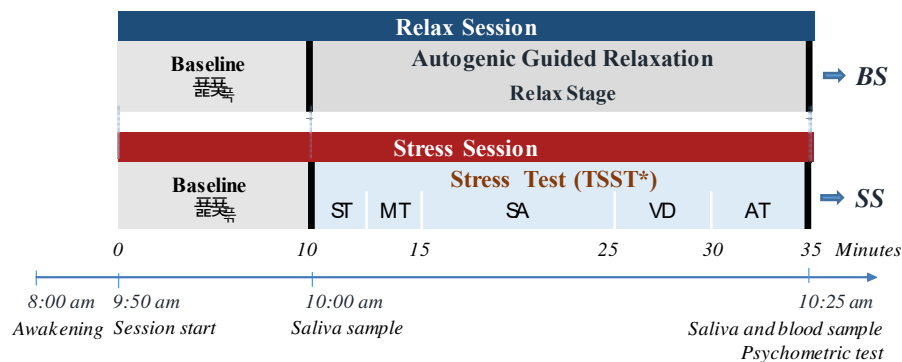 Relax Session
Baseline
Autogenic Guided Relaxation
Relax Stage
BS
Stress Session
Baseline
Stress Test (TSST*)
ST MT SA VD AT
SS
0 10 15 25 30 35 Minutes
8:00 am 9:50 am 10:00 am 10:25 am
Awakening Session start Saliva sample Saliva and blood sample
Psychometric test